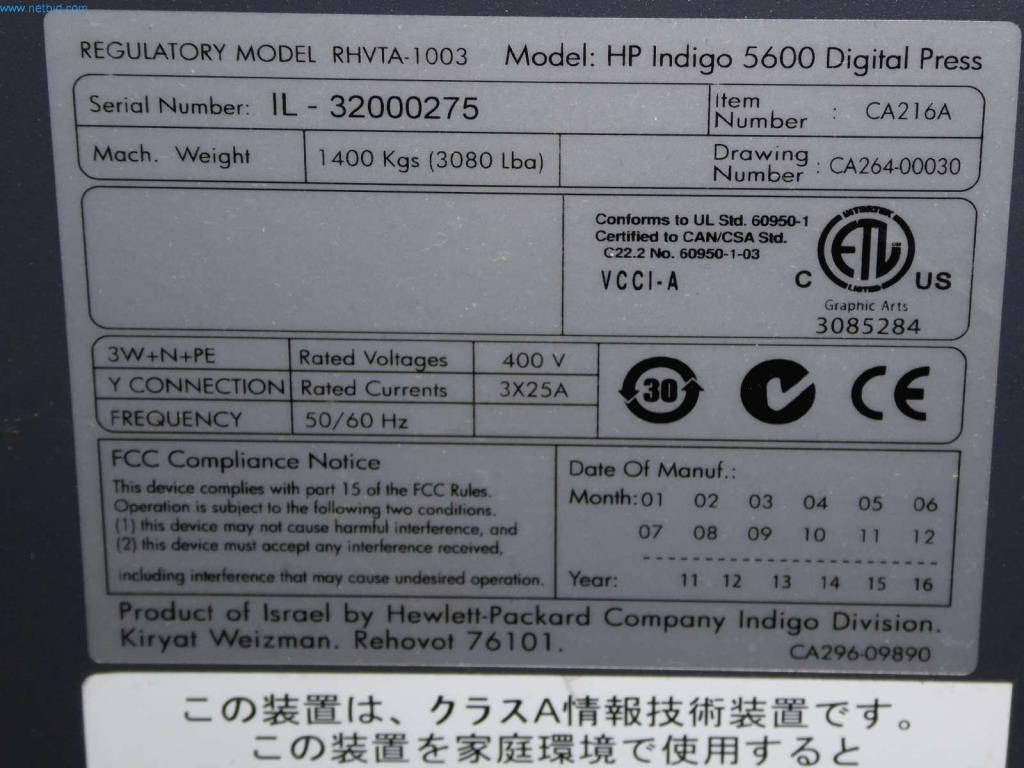 www.netbid.com
REGULATORY MODEL RHVTA-1003 Model: HP Indigo 5600 Digital Press
Serial Number: IL - 32000275 Item Number : CA216A
Mach. Weight 1400 Kgs (3080 Lba) Drawing Number : CA264-00030
Conforms to UL Std. 60950-1
Certified to CAN/CSA Std.
C22.2 No. 60950-1-03
VCCI-A
INTERTEK
ETL
LISTED
C US
Graphic Arts
3085284
3W+N+PE Rated Voltages 400 V
Y CONNECTION Rated Currents 3X25A
FREQUENCY 50/60 Hz
30
CE
FCC Compliance Notice
This device complies with part 15 of the FCC Rules.
Operation is subject to the following two conditions.
(1) this device may not cause harmful interference, and
(2) this device must accept any interference received,
including interference that may cause undesired operation.
Date Of Manuf.:
Month: 01 02 03 04 05 06
07 08 09 10 11 12
Year: 11 12 13 14 15 16
Product of Israel by Hewlett-Packard Company Indigo Division.
Kiryat Weizman. Rehovot 76101.
CA296-09890
この装置は、クラスA情報技術装置です。
この装置を家庭環境で使用すると